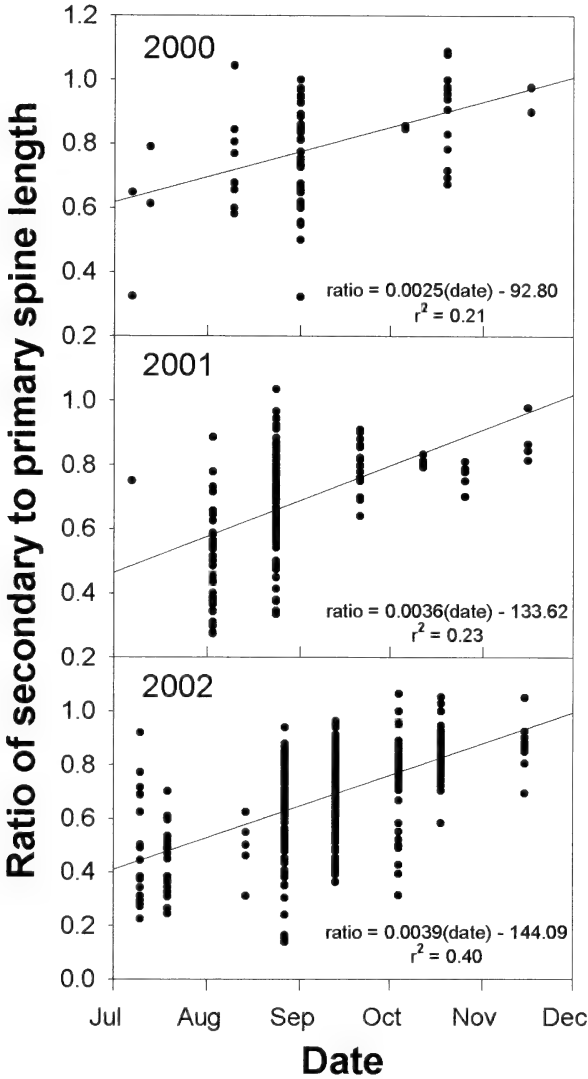 Ratio of secondary to primary spine length
1.2
2000
1.0
0.8
0.6
0.4
ratio = 0.0025(date) - 92.80
r² = 0.21
0.2
2001
1.0
0.8
0.6
0.4
ratio = 0.0036(date) - 133.62
r² = 0.23
0.2
2002
1.0
0.8
0.6
0.4
0.2
ratio = 0.0039(date) - 144.09
r² = 0.40
0.0
Jul Aug Sep Oct Nov Dec
Date